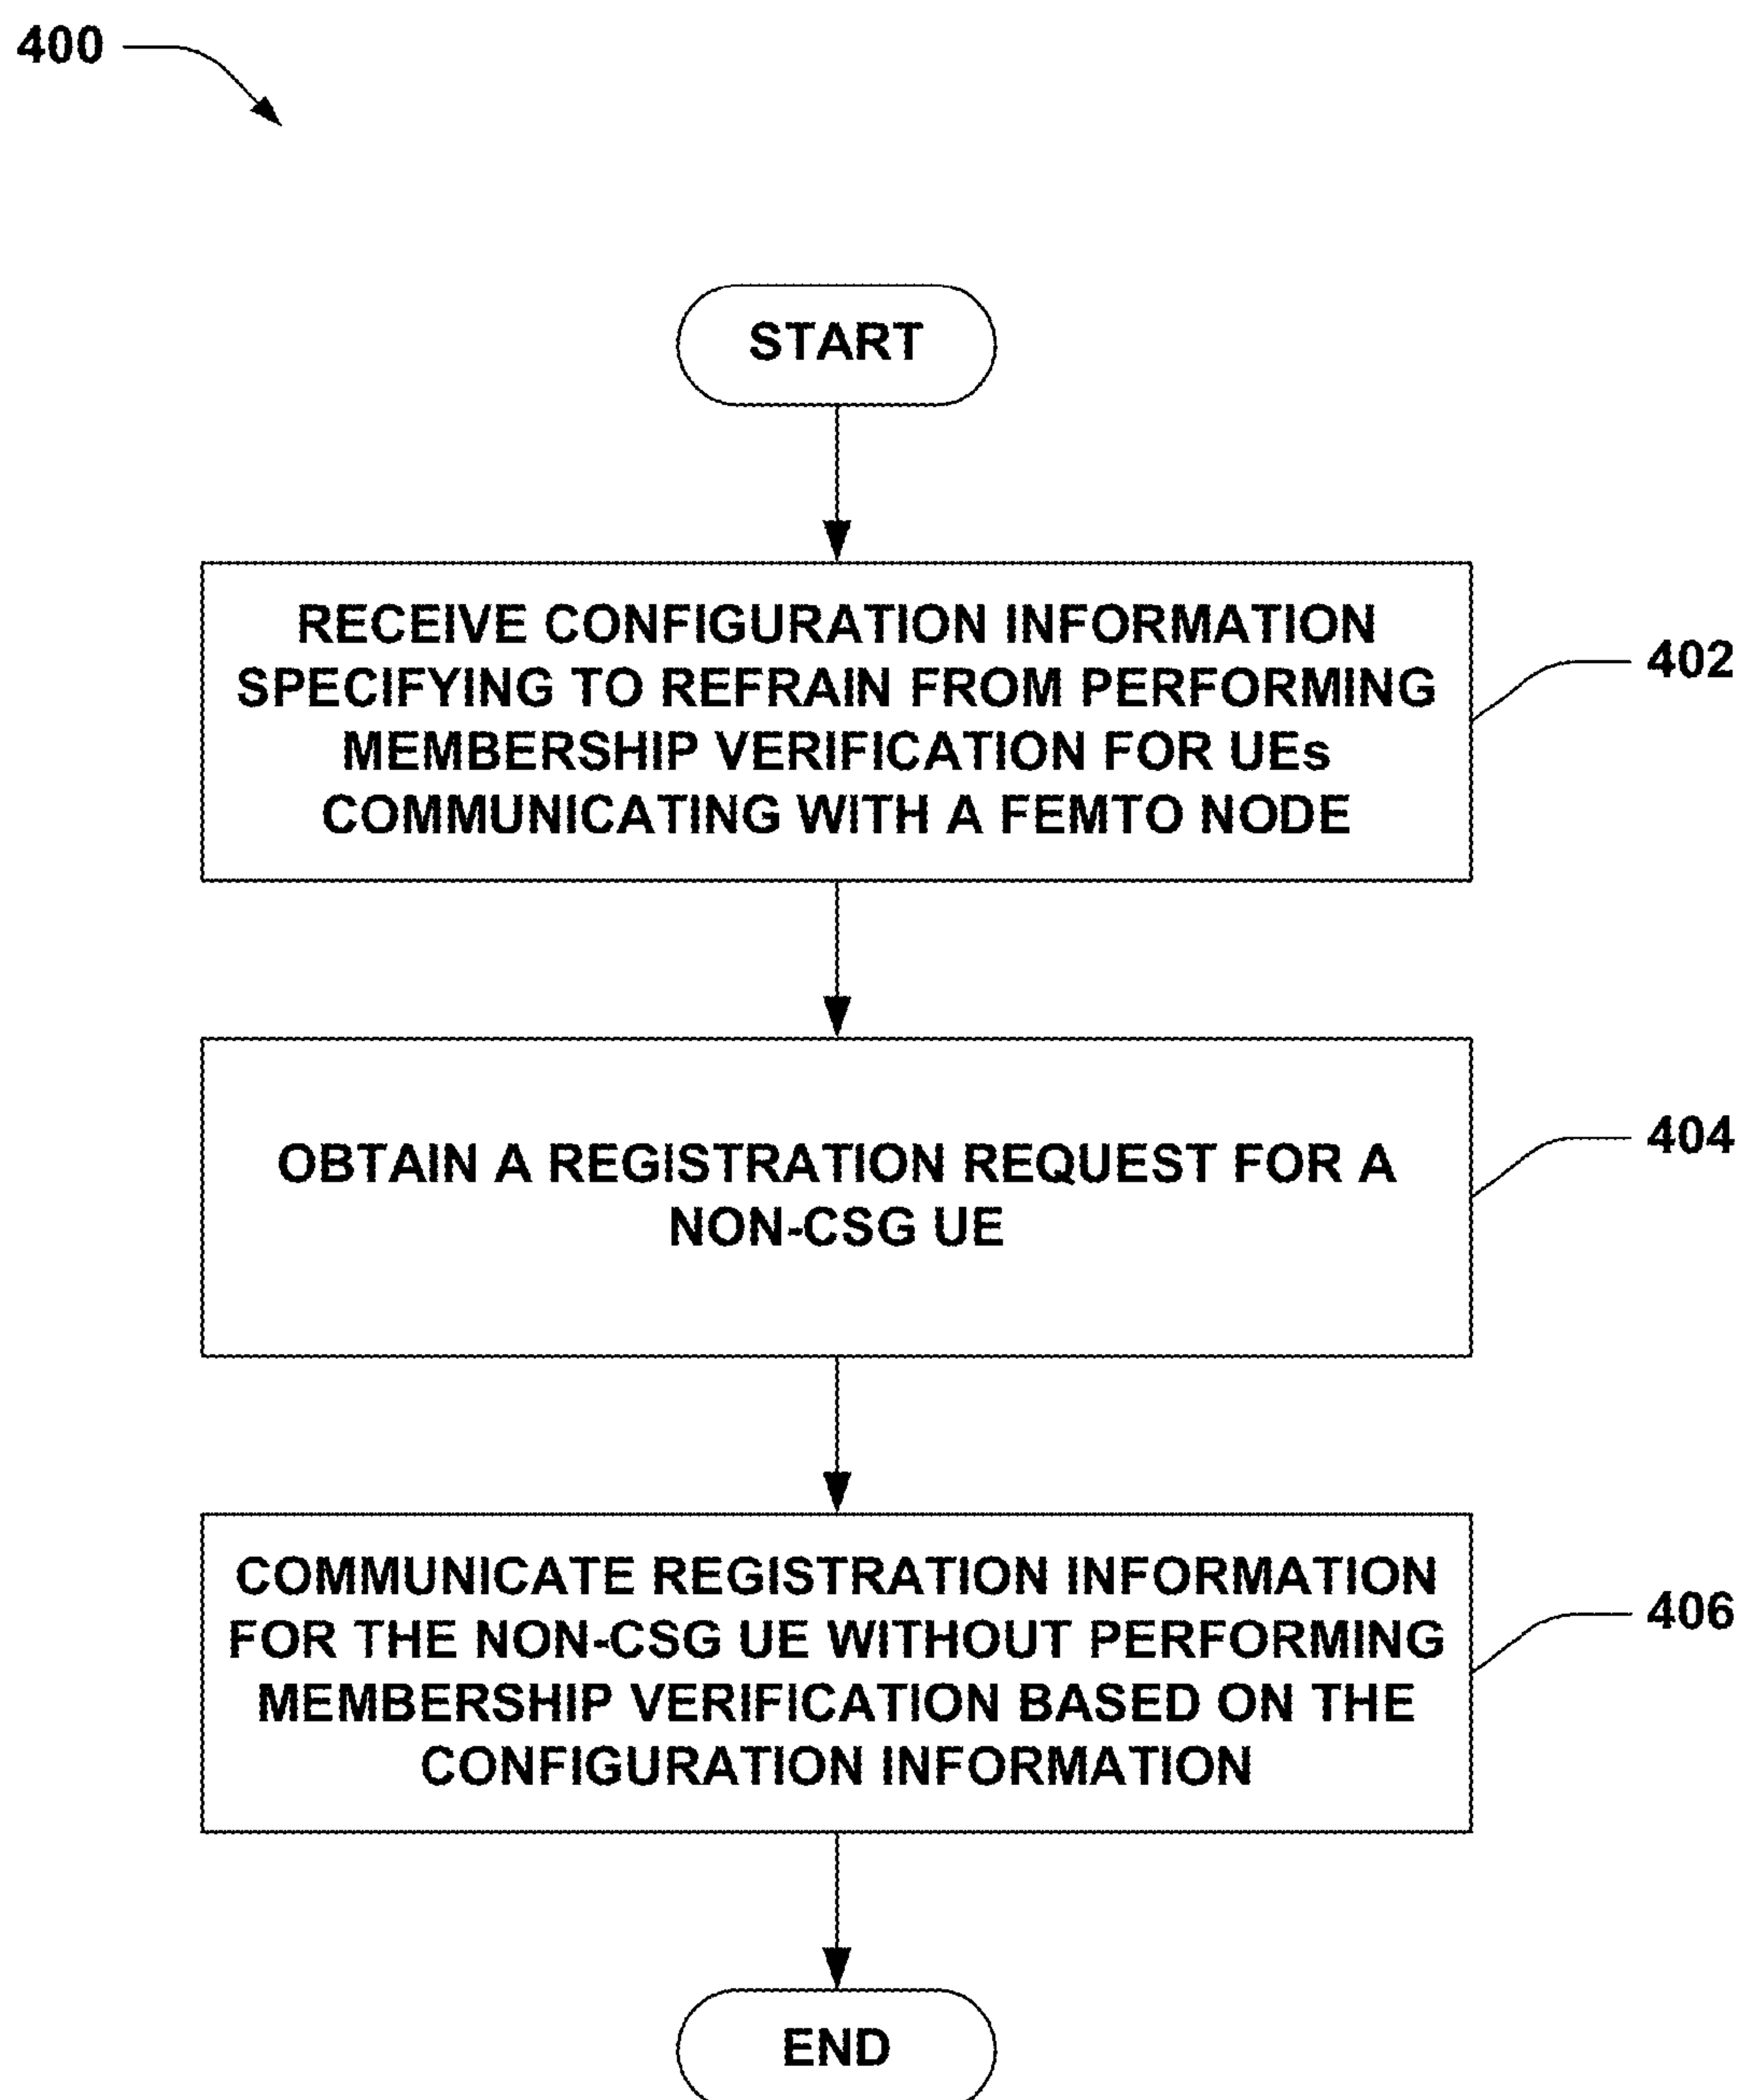 400
START
RECEIVE CONFIGURATION INFORMATION
SPECIFYING TO REFRAIN FROM PERFORMING
MEMBERSHIP VERIFICATION FOR UEs
COMMUNICATING WITH A FEMTO NODE
402
OBTAIN A REGISTRATION REQUEST FOR A
NON-CSG UE
404
COMMUNICATE REGISTRATION INFORMATION
FOR THE NON-CSG UE WITHOUT PERFORMING
MEMBERSHIP VERIFICATION BASED ON THE
CONFIGURATION INFORMATION
406
END